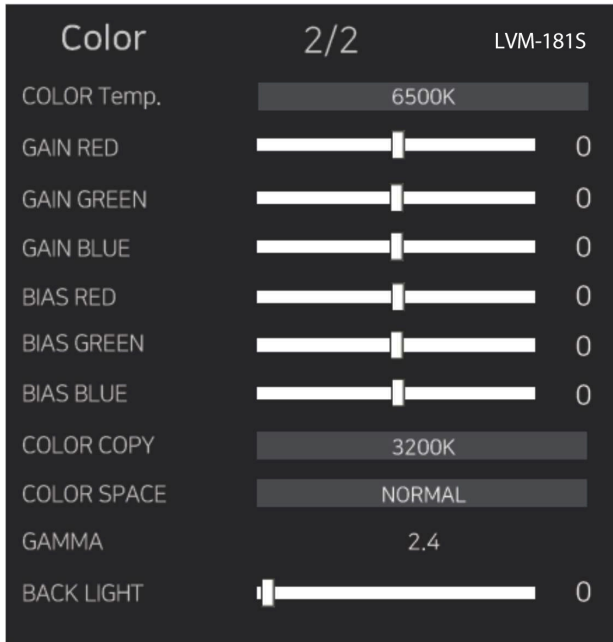 Color 2/2 LVM-181S
COLOR Temp. 6500K
GAIN RED 0
GAIN GREEN 0
GAIN BLUE 0
BIAS RED 0
BIAS GREEN 0
BIAS BLUE 0
COLOR COPY 3200K
COLOR SPACE NORMAL
GAMMA 2.4
BACK LIGHT 0